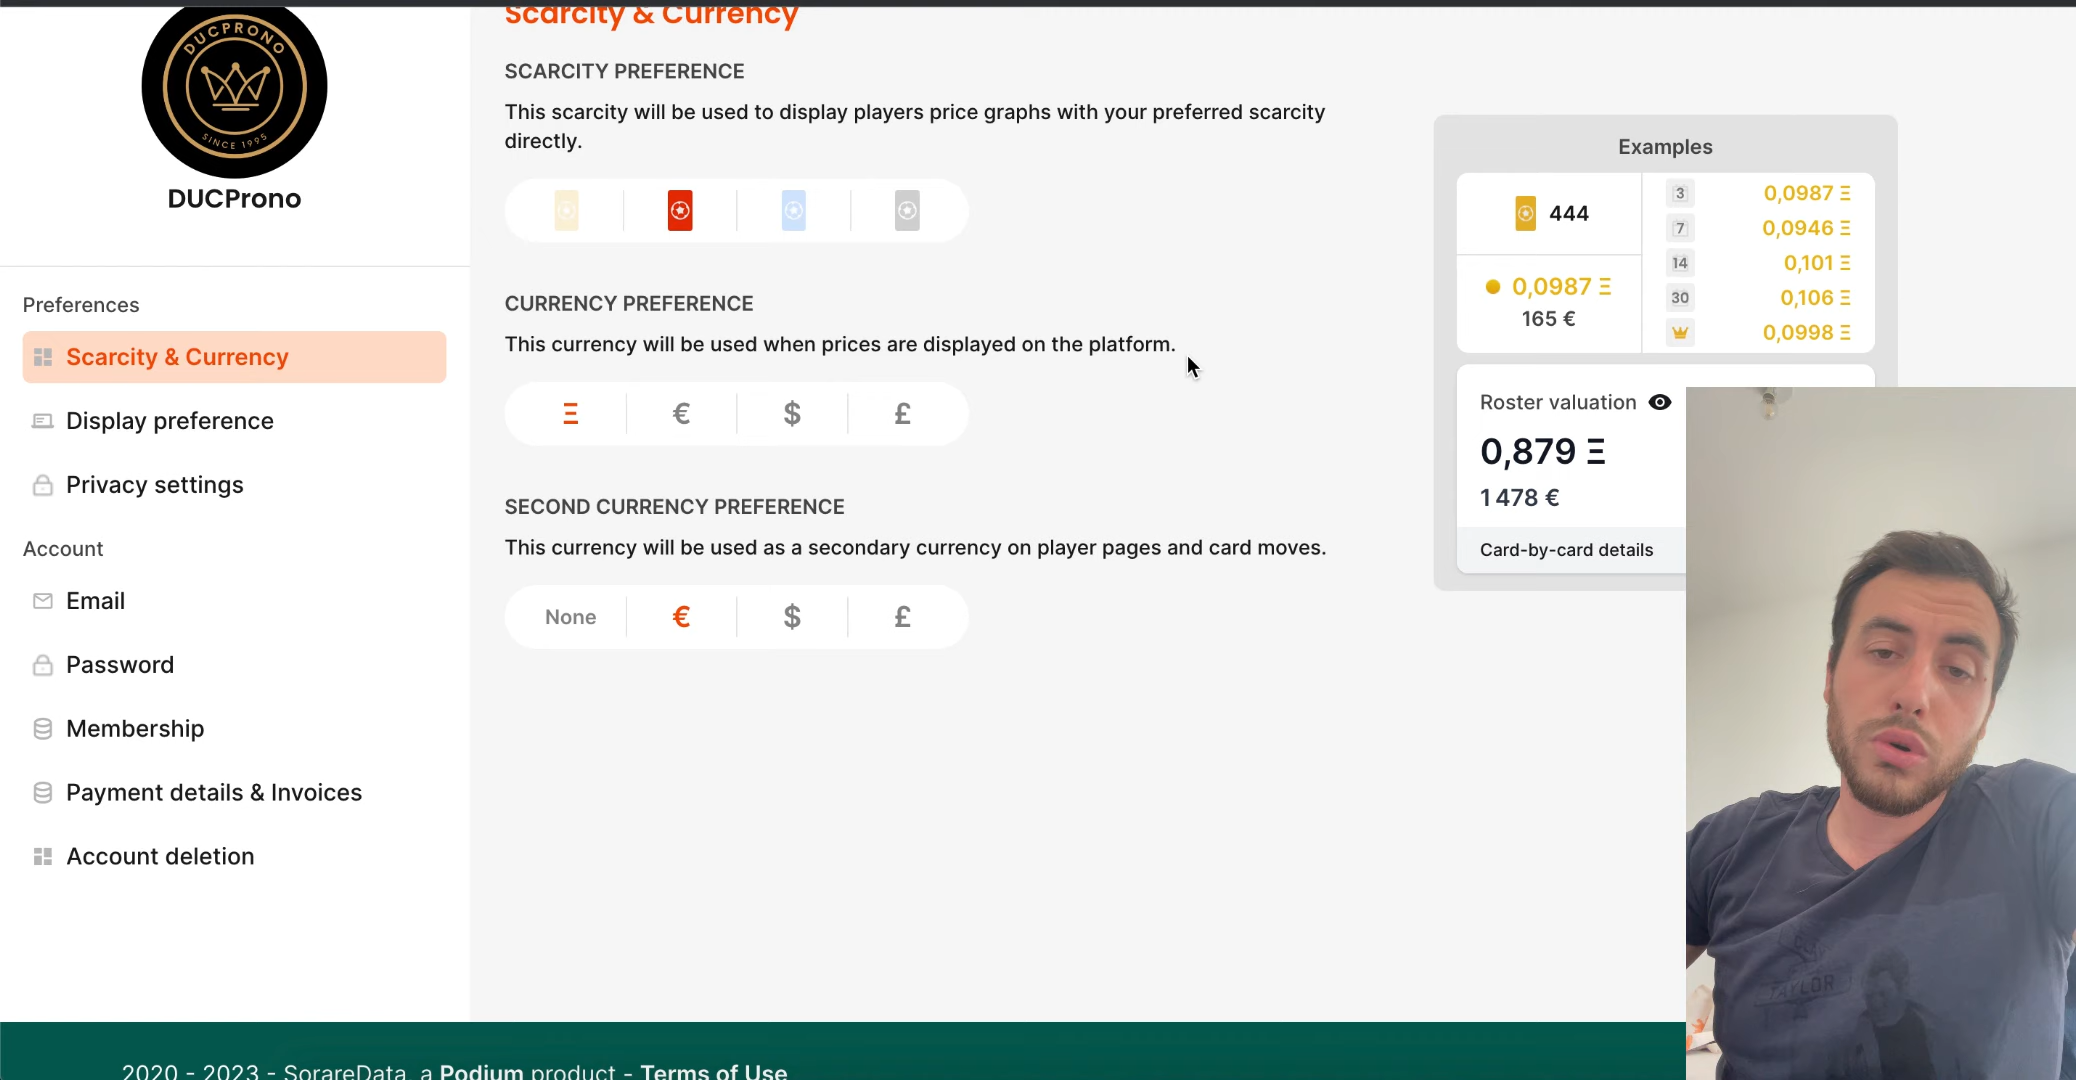 DUCPRONO
SINCE 1995
DUCProno
Preferences
Scarcity & Currency
Display preference
Privacy settings
Account
Email
Password
Membership
Payment details & Invoices
Account deletion
Scarcity & Currency
SCARCITY PREFERENCE
This scarcity will be used to display players price graphs with your preferred scarcity
directly.
CURRENCY PREFERENCE
This currency will be used when prices are displayed on the platform.
Ξ € $ £
SECOND CURRENCY PREFERENCE
This currency will be used as a secondary currency on player pages and card moves.
None € $ £
Examples
444
0,0987 Ξ
165 €
3 0,0987 Ξ
7 0,0946 Ξ
14 0,101 Ξ
30 0,106 Ξ
0,0998 Ξ
Roster valuation
0,879 Ξ
1 478 €
Card-by-card details
TAYLOR
2020 - 2023 - SorareData, a Podium product - Terms of Use